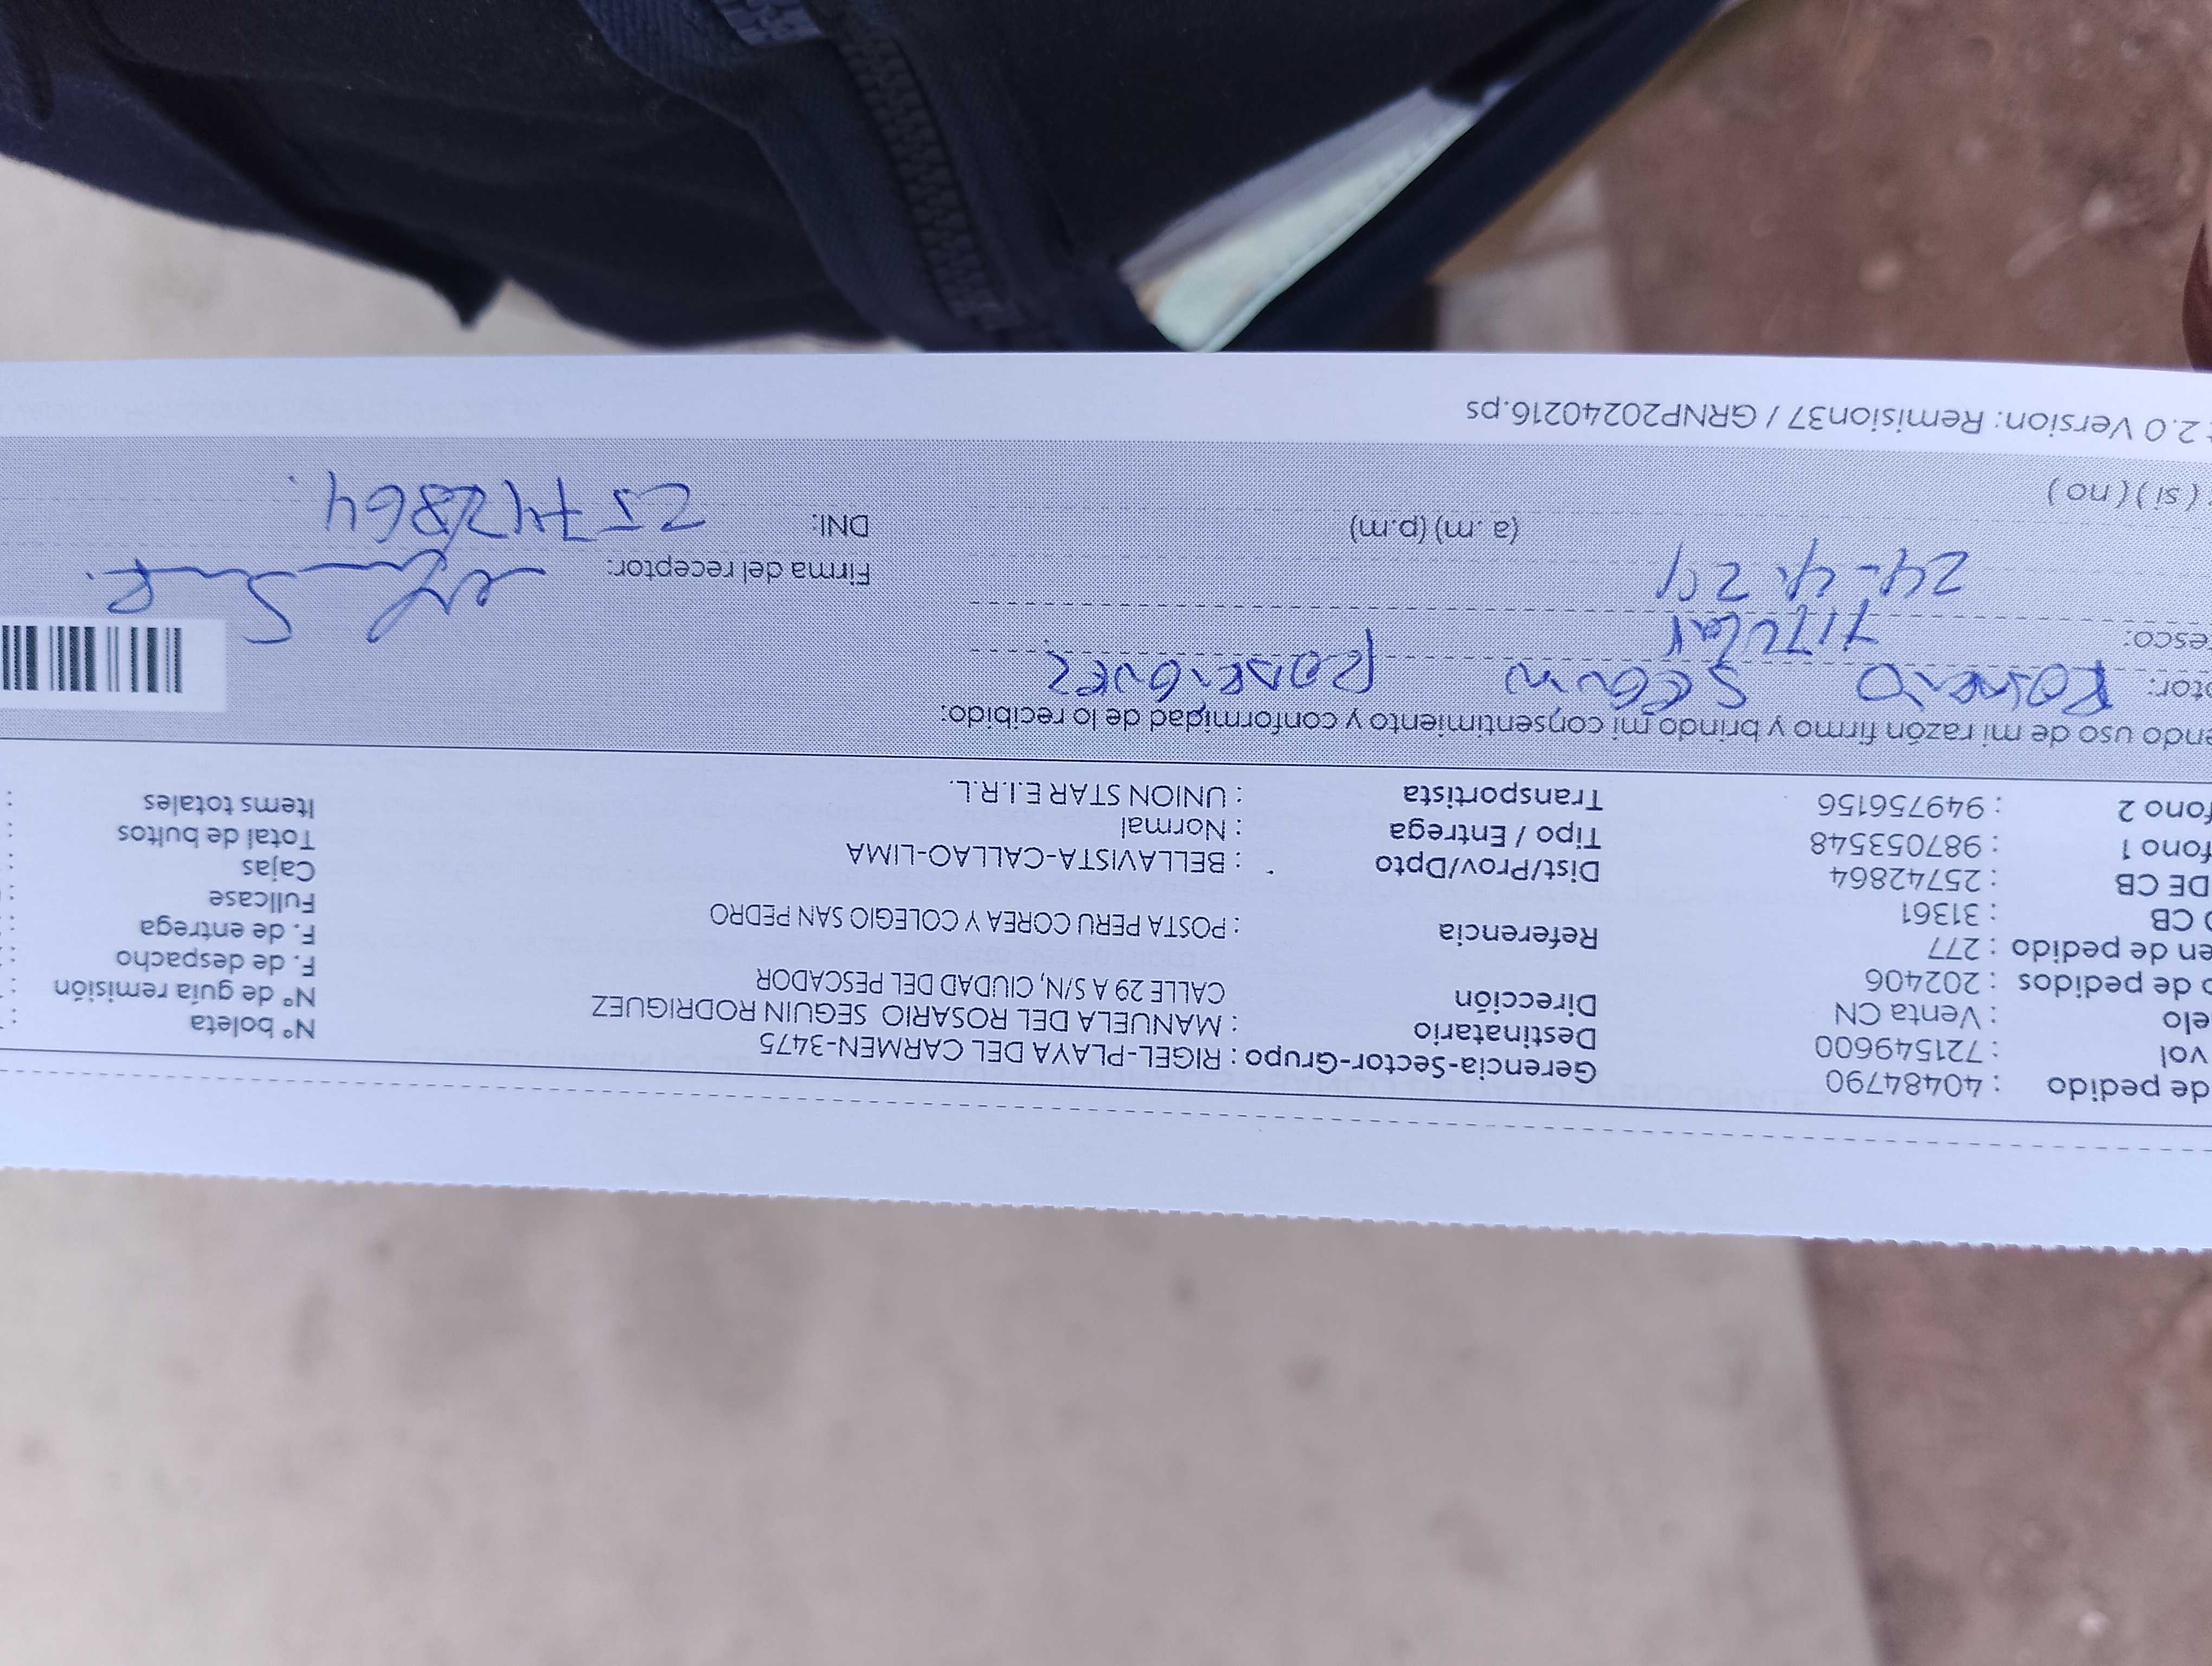 de pedido : 40484790 Gerencia-Sector-Grupo : RIGEL-PLAYA DEL CARMEN-3475 N° boleta :
vol : 721549600 Destinatario : MANUELA DEL ROSARIO SEGUIN RODRIGUEZ N° de guía remisión :
elo : Venta CN Dirección CALLE 29 A S/N, CIUDAD DEL PESCADOR F. de despacho :
o de pedidos : 202406 F. de entrega :
en de pedido : 277 Referencia : POSTA PERU COREA Y COLEGIO SAN PEDRO Fullcase :
CB : 31361 Cajas :
DE CB : 25742864 Dist/Prov/Dpto : BELLAVISTA-CALLAO-LIMA Total de bultos :
fono 1 : 987053548 Tipo / Entrega : Normal Items totales :
fono 2 : 949756156 Transportista : UNION STAR E.I.R.L.
endo uso de mi razón firmo y brindo mi consentimiento y conformidad de lo recibido:
ptor: ROSARIO SEGUIN RODRIGUEZ
esco: TITULAR Firma del receptor:
24-4-24 (a.m) (p.m) DNI: 25742864
( si ) ( no )
2.0 Version: Remision37 / GRNP20240216.ps